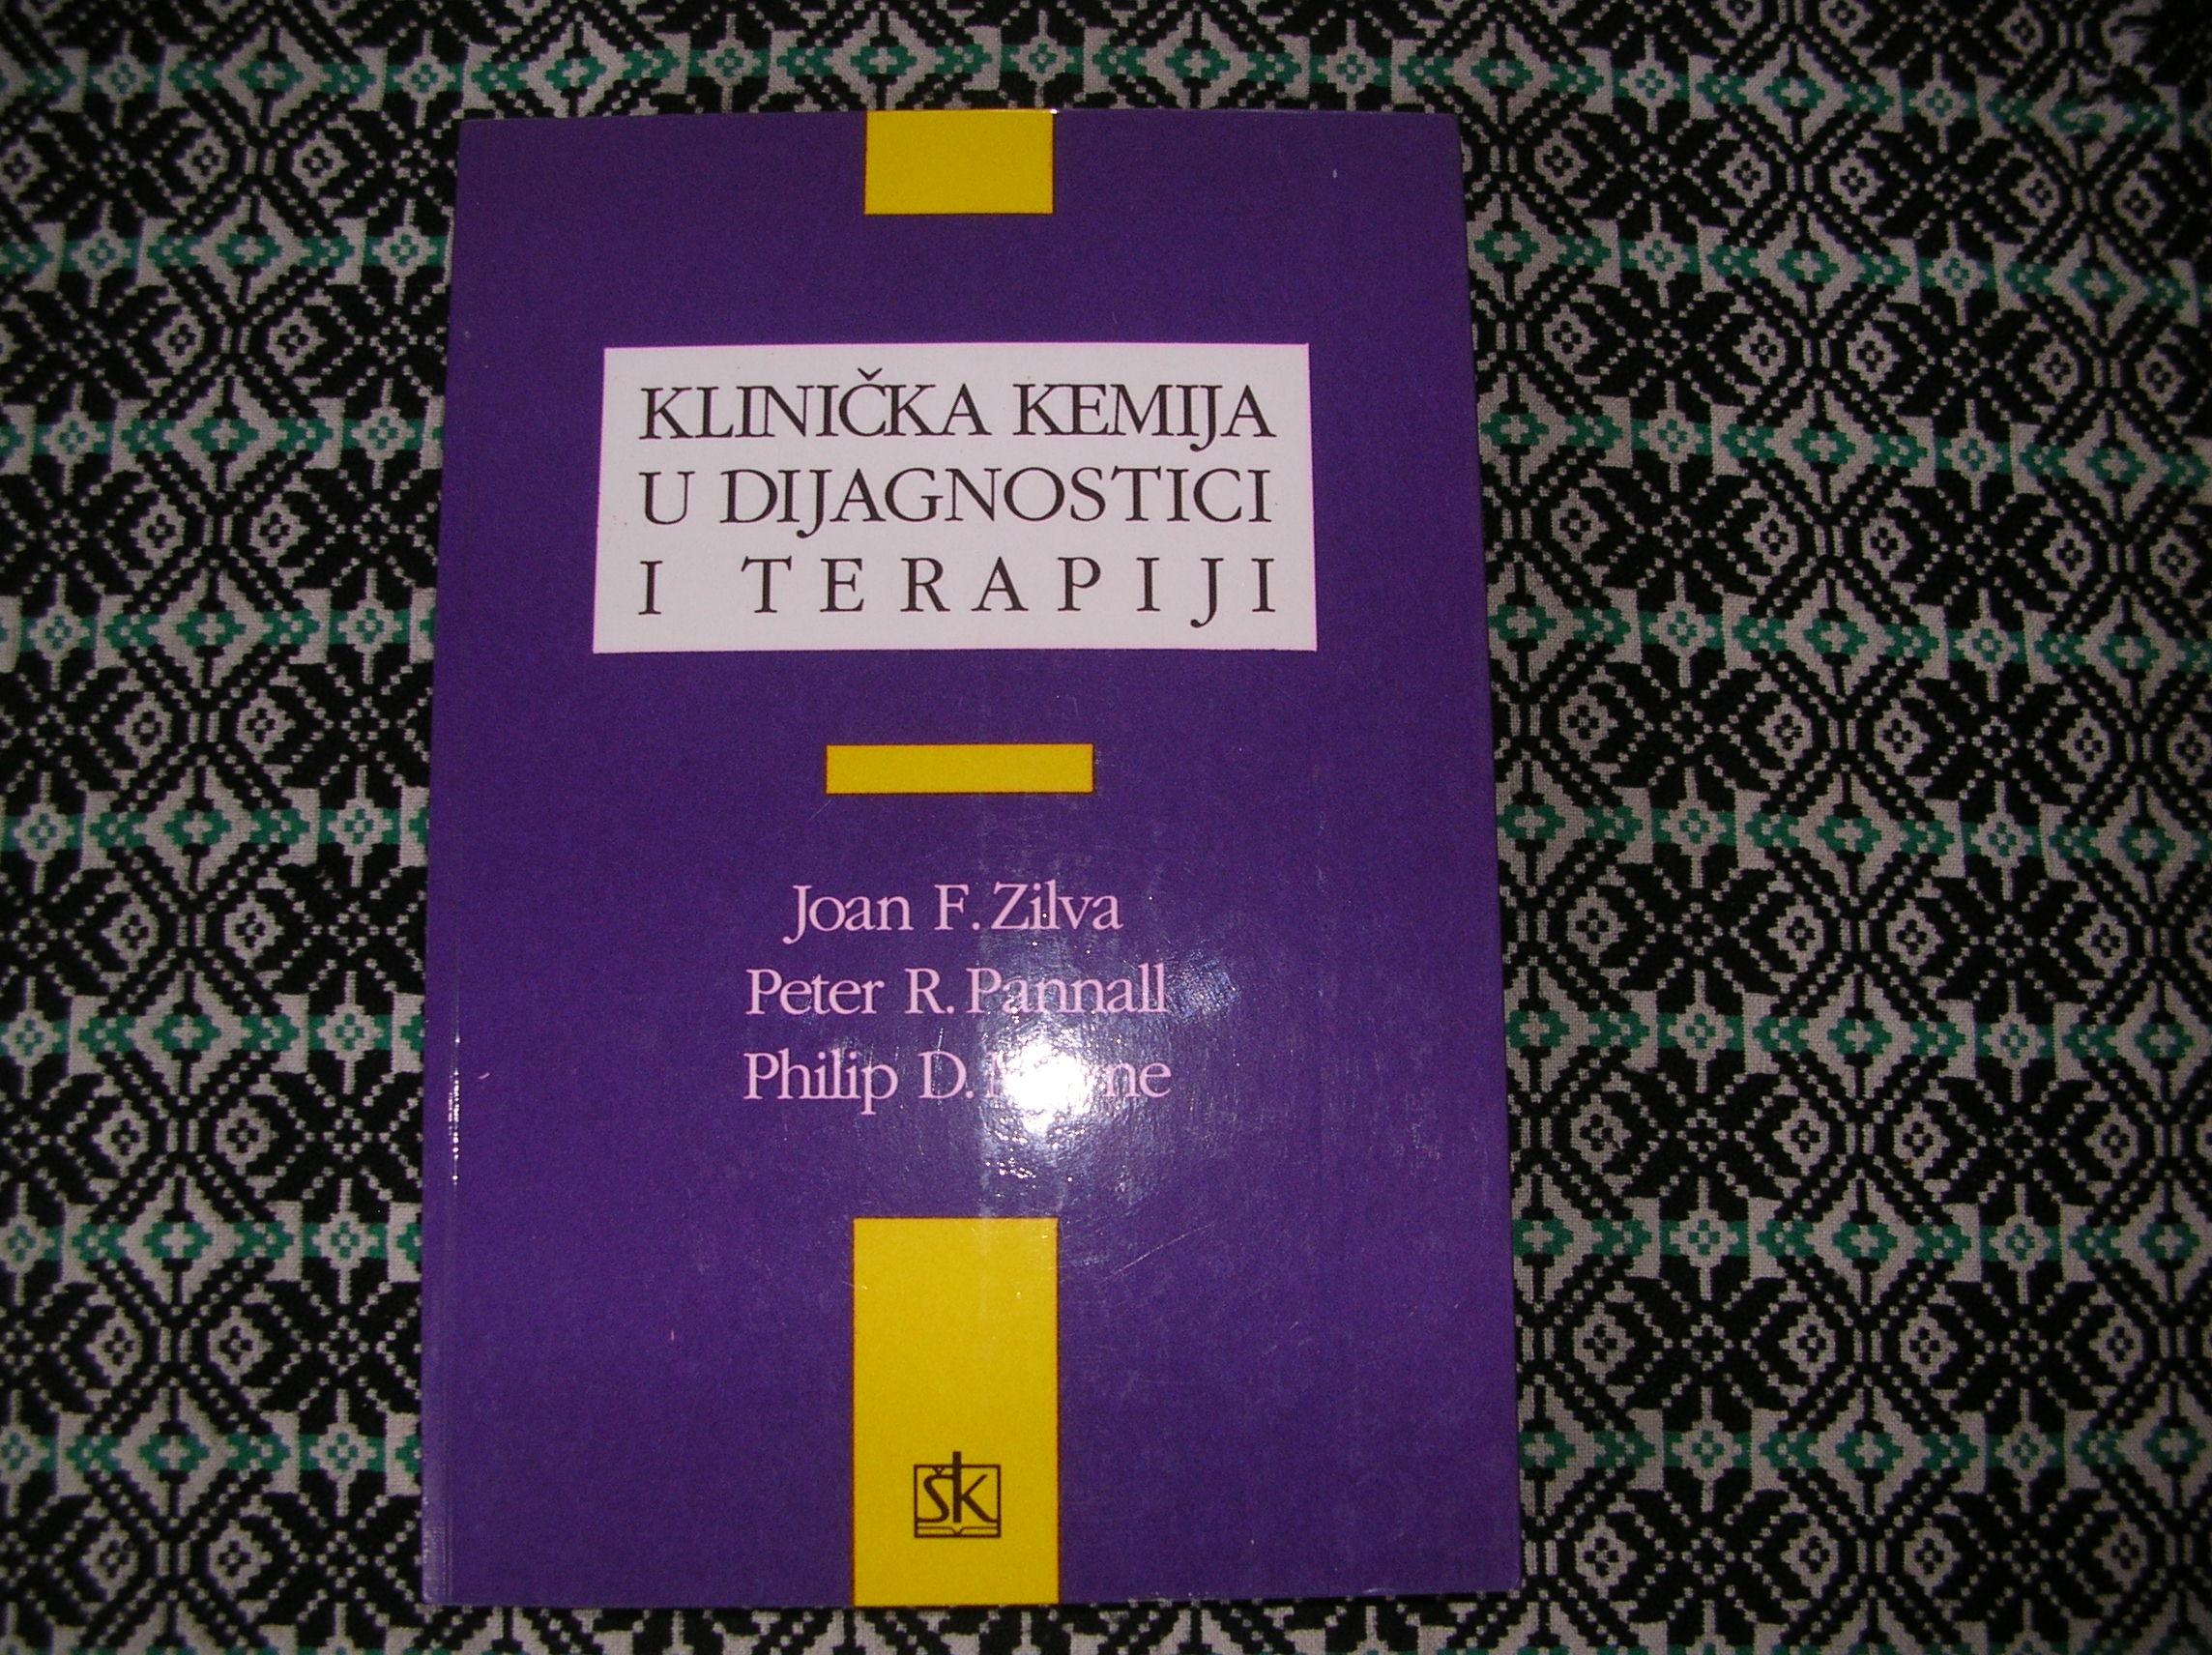 KLINIČKA KEMIJA
U DIJAGNOSTICI
I TERAPIJI
Joan F. Zilva
Peter R. Pannall
Philip D.
ŠK